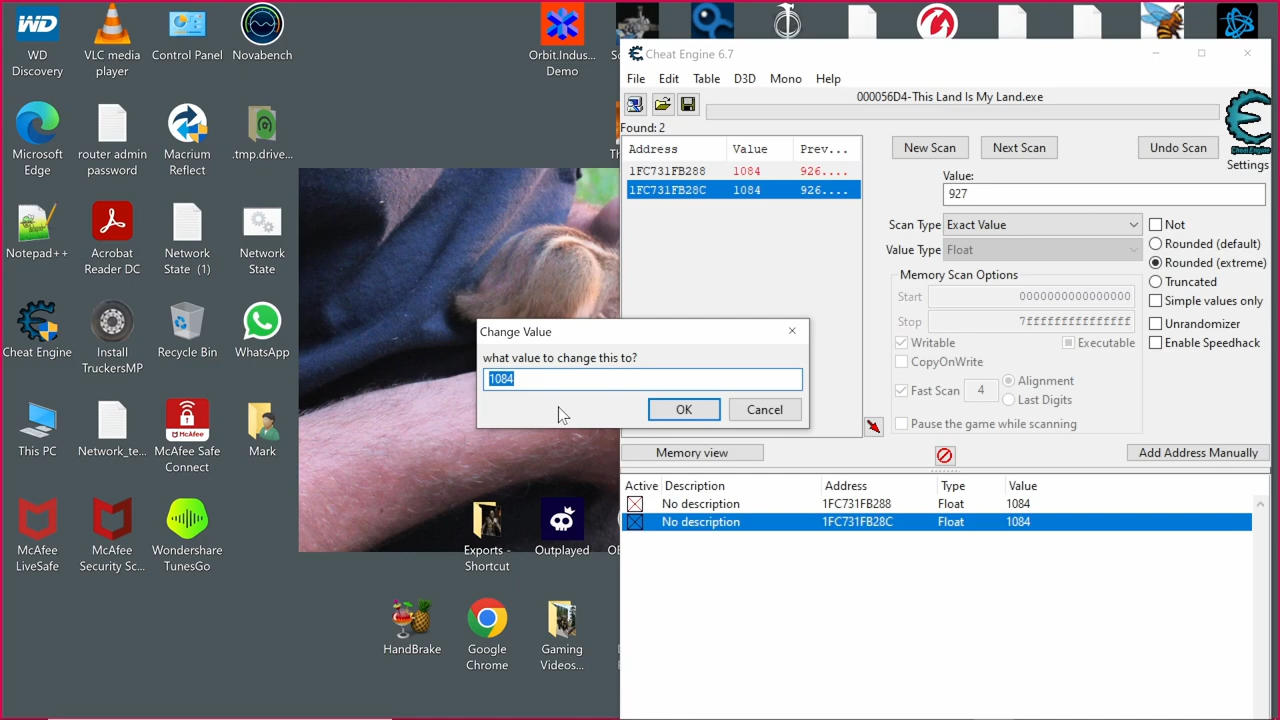 WD
Discovery
VLC media
player
Control Panel
Novabench
Orbit.Indus...
Demo
Microsoft
Edge
router admin
password
Macrium
Reflect
.tmp.drive...
Notepad++
Acrobat
Reader DC
Network
State (1)
Network
State
Cheat Engine
Install
TruckersMP
Recycle Bin
WhatsApp
This PC
Network_te...
McAfee
McAfee Safe
Connect
Mark
McAfee
LiveSafe
McAfee
Security Sc...
Wondershare
TunesGo
Exports -
Shortcut
Outplayed
HandBrake
Google
Chrome
Gaming
Videos...
Cheat Engine 6.7
File Edit Table D3D Mono Help
000056D4-This Land Is My Land.exe
Found: 2
Address Value Prev...
1FC731FB288 1084 926....
1FC731FB28C 1084 926....
New Scan Next Scan Undo Scan
Cheat Engine
Settings
Value:
927
Scan Type Exact Value
Value Type Float
Not
Rounded (default)
Rounded (extreme)
Truncated
Simple values only
Unrandomizer
Enable Speedhack
Memory Scan Options
Start 0000000000000000
Stop 7fffffffffffffff
Writable Executable
CopyOnWrite
Fast Scan 4 Alignment
Last Digits
Pause the game while scanning
Change Value
what value to change this to?
1084
OK Cancel
Memory view
Add Address Manually
Active Description Address Type Value
No description 1FC731FB288 Float 1084
No description 1FC731FB28C Float 1084